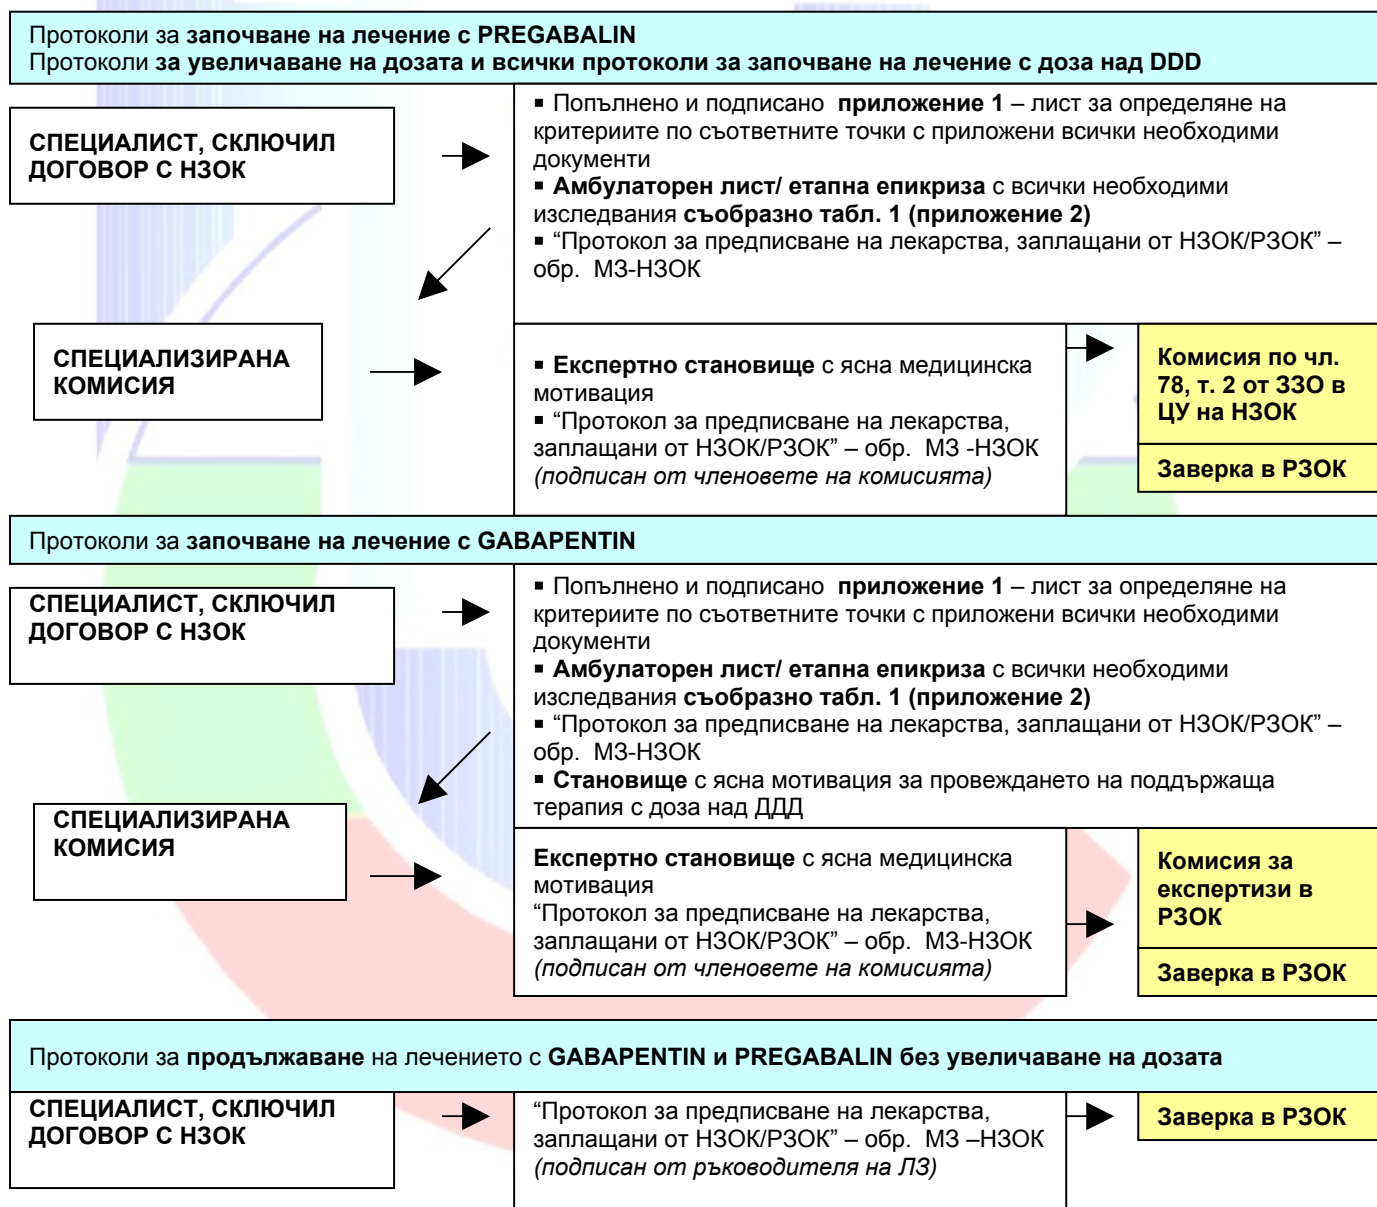 Протоколи за започване на лечение с PREGABALIN
Протоколи за увеличаване на дозата и всички протоколи за започване на лечение с доза над DDD
СПЕЦИАЛИСТ, СКЛЮЧИЛ
ДОГОВОР С НЗОК
▪ Попълнено и подписано приложение 1 – лист за определяне на
критериите по съответните точки с приложени всички необходими
документи
▪ Амбулаторен лист/ етапна епикриза с всички необходими
изследвания съобразно табл. 1 (приложение 2)
▪ “Протокол за предписване на лекарства, заплащани от НЗОК/РЗОК” –
обр. МЗ-НЗОК
СПЕЦИАЛИЗИРАНА
КОМИСИЯ
▪ Експертно становище с ясна медицинска
мотивация
▪ “Протокол за предписване на лекарства,
заплащани от НЗОК/РЗОК” – обр. МЗ -НЗОК
(подписан от членовете на комисията)
Комисия по чл.
78, т. 2 от ЗЗО в
ЦУ на НЗОК
Заверка в РЗОК
Протоколи за започване на лечение с GABAPENTIN
СПЕЦИАЛИСТ, СКЛЮЧИЛ
ДОГОВОР С НЗОК
▪ Попълнено и подписано приложение 1 – лист за определяне на
критериите по съответните точки с приложени всички необходими
документи
▪ Амбулаторен лист/ етапна епикриза с всички необходими
изследвания съобразно табл. 1 (приложение 2)
▪ “Протокол за предписване на лекарства, заплащани от НЗОК/РЗОК” –
обр. МЗ-НЗОК
▪ Становище с ясна мотивация за провеждането на поддържаща
терапия с доза над ДДД
СПЕЦИАЛИЗИРАНА
КОМИСИЯ
Експертно становище с ясна медицинска
мотивация
“Протокол за предписване на лекарства,
заплащани от НЗОК/РЗОК” – обр. МЗ-НЗОК
(подписан от членовете на комисията)
Комисия за
експертизи в
РЗОК
Заверка в РЗОК
Протоколи за продължаване на лечението с GABAPENTIN и PREGABALIN без увеличаване на дозата
СПЕЦИАЛИСТ, СКЛЮЧИЛ
ДОГОВОР С НЗОК
“Протокол за предписване на лекарства,
заплащани от НЗОК/РЗОК” – обр. МЗ –НЗОК
(подписан от ръководителя на ЛЗ)
Заверка в РЗОК